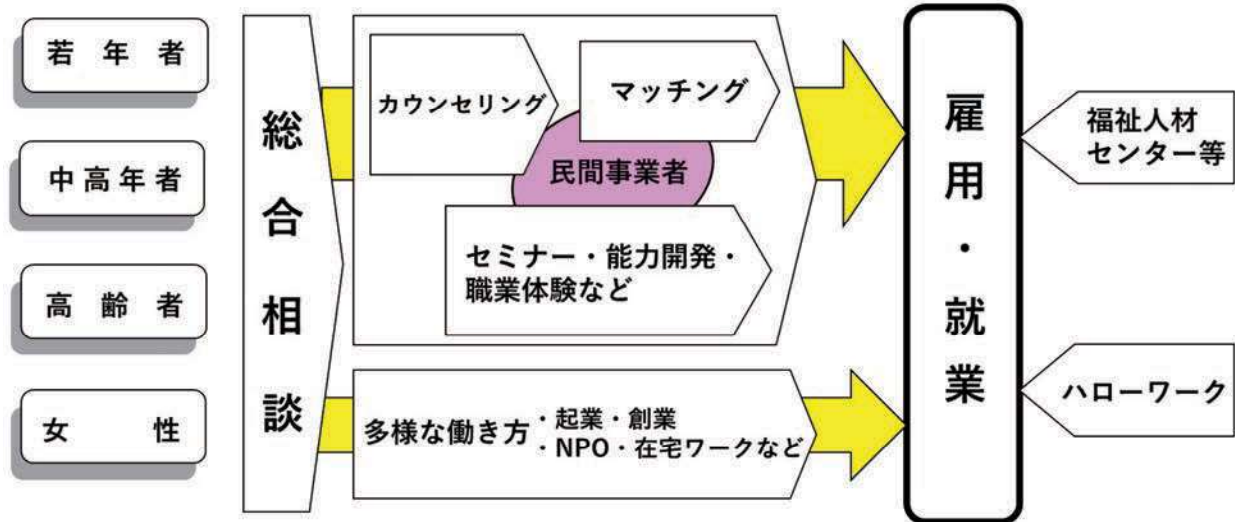 若年者
中高年者
高齢者
女性
総合相談
カウンセリング
マッチング
民間事業者
セミナー・能力開発・
職業体験など
多様な働き方
・起業・創業
・NPO・在宅ワークなど
雇用・就業
福祉人材
センター等
ハローワーク